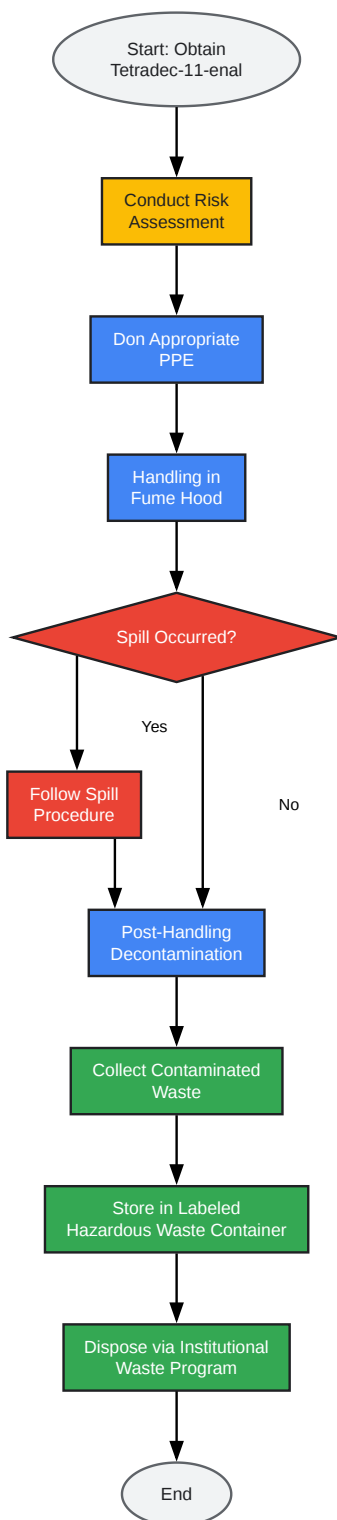 Start: Obtain
Tetradec-11-enal
Conduct Risk
Assessment
Don Appropriate
PPE
Handling in
Fume Hood
Spill Occurred?
Yes
Follow Spill
Procedure
No
Post-Handling
Decontamination
Collect Contaminated
Waste
Store in Labeled
Hazardous Waste Container
Dispose via Institutional
Waste Program
End